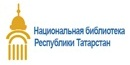 Национальная библиотека
Республики Татарстан